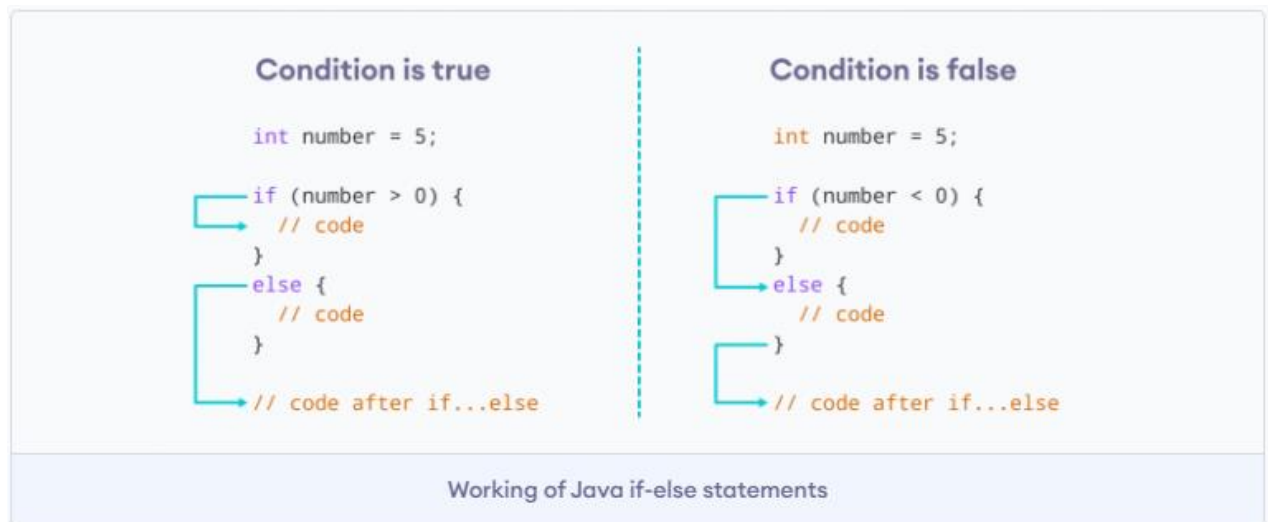 Condition is true
int number = 5;
if (number > 0) {
// code
}
else {
// code
}
// code after if...else
Condition is false
int number = 5;
if (number < 0) {
// code
}
else {
// code
}
// code after if...else
Working of Java if-else statements